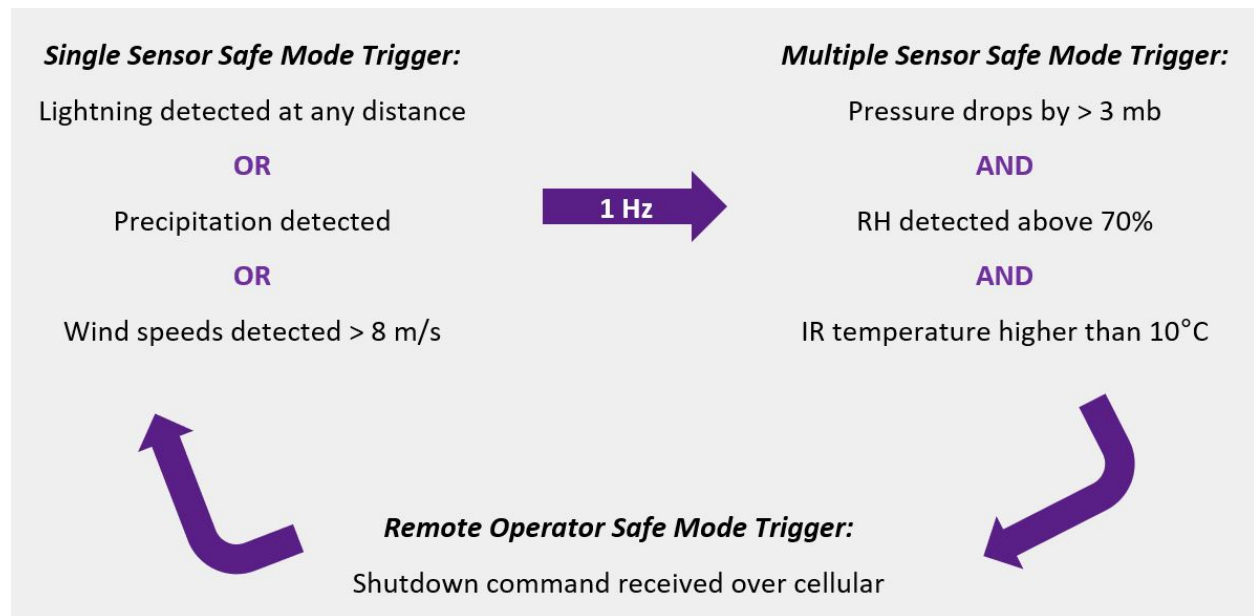 Single Sensor Safe Mode Trigger:
Lightning detected at any distance
OR
Precipitation detected
OR
Wind speeds detected > 8 m/s
1 Hz
Multiple Sensor Safe Mode Trigger:
Pressure drops by > 3 mb
AND
RH detected above 70%
AND
IR temperature higher than 10°C
Remote Operator Safe Mode Trigger:
Shutdown command received over cellular